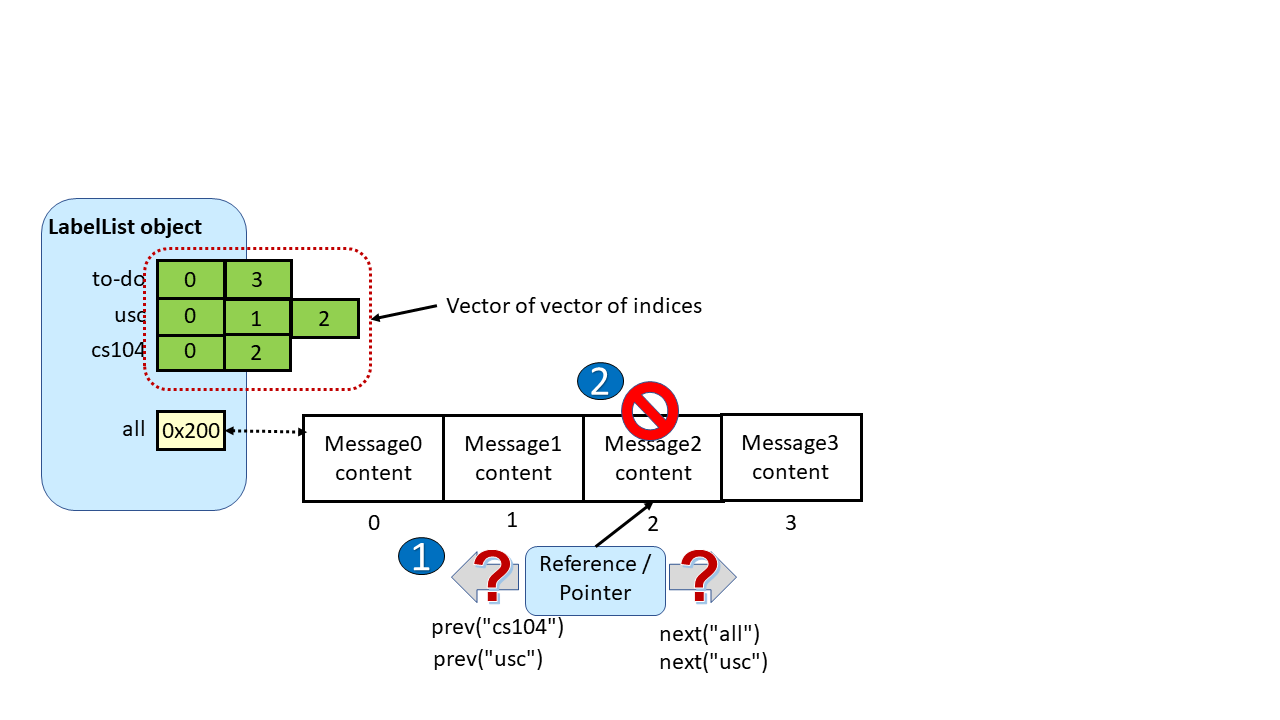 LabelList object
to-do 0 3
usc 0 1 2
cs104 0 2
Vector of vector of indices
2
all 0x200
Message0
content
Message1
content
Message2
content
Message3
content
0 1 2 3
1
? Reference / ?
Pointer
prev("cs104")
prev("usc")
next("all")
next("usc")